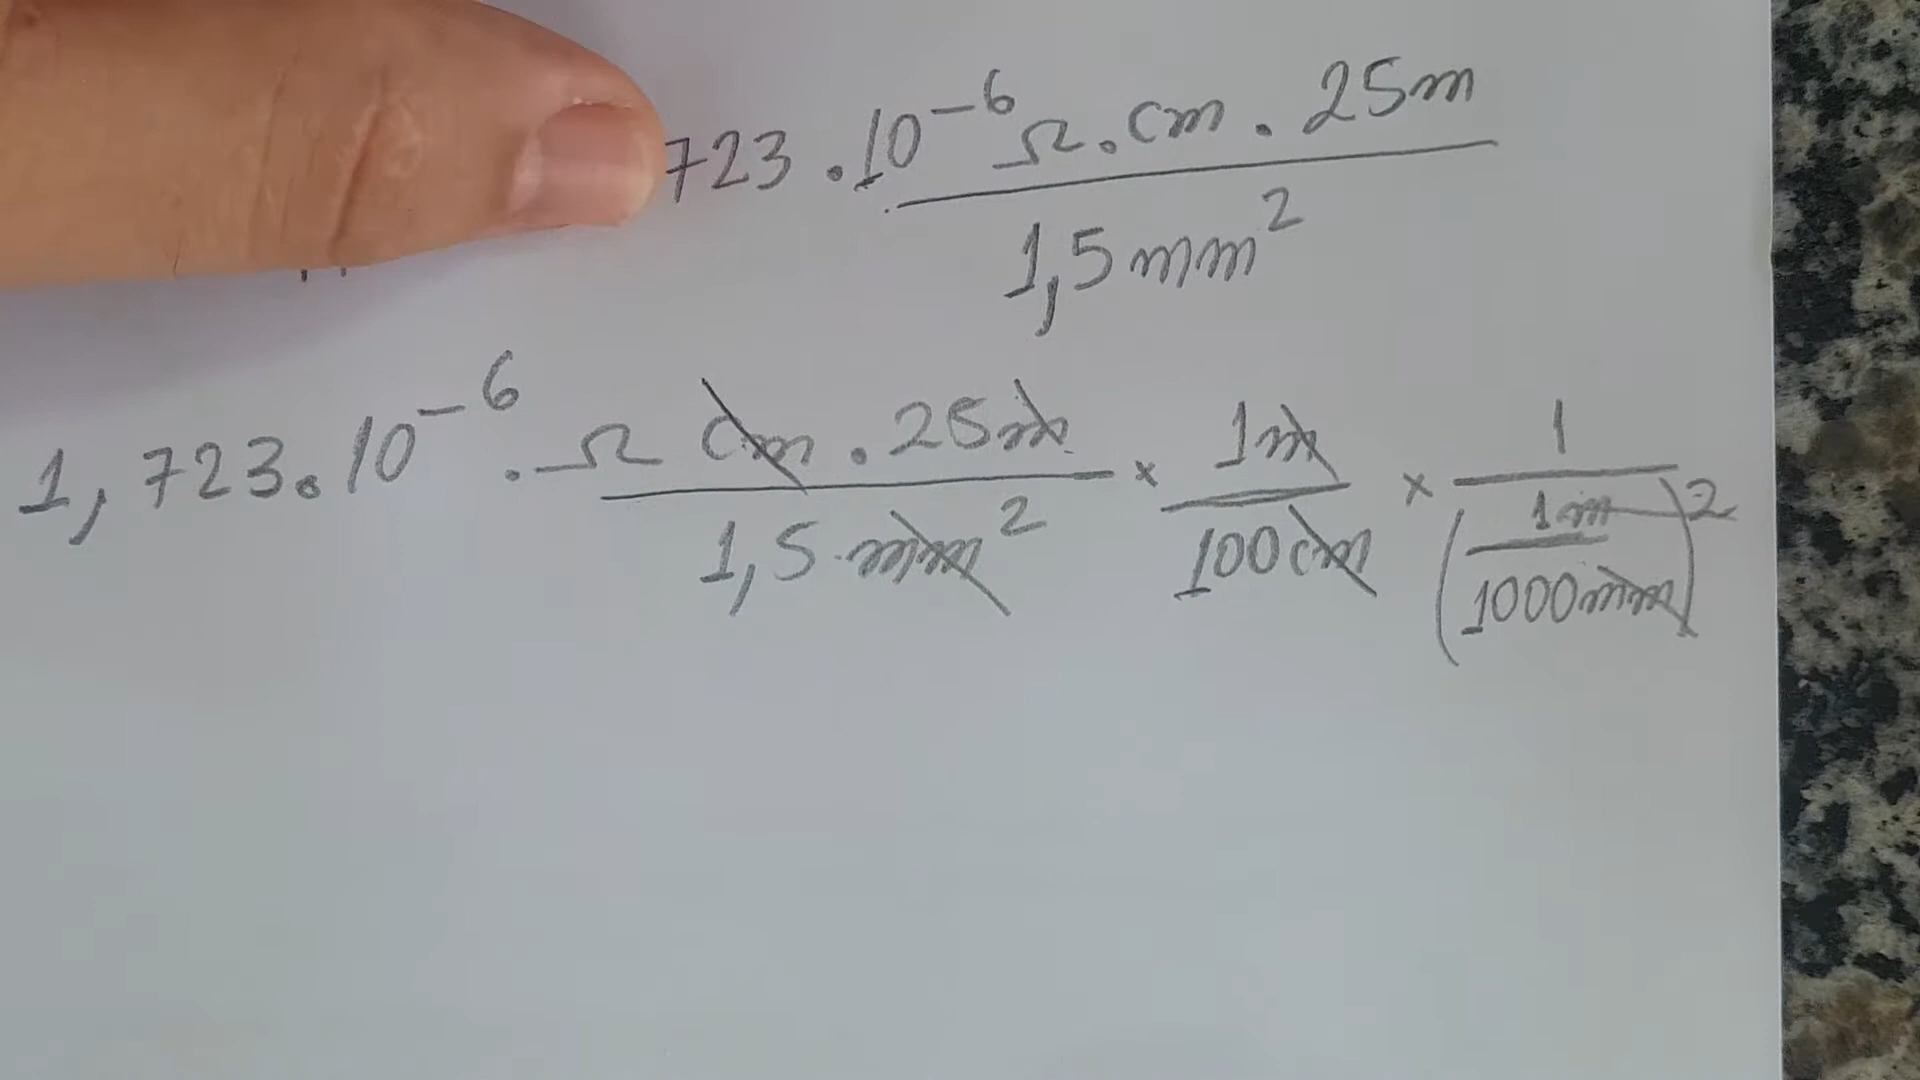 723 . 10⁻⁶ Ω . cm . 25m
1,5 mm²
1,723 . 10⁻⁶ . Ω cm . 25m / 1,5 mm² × 1m / 100cm × 1 / (1m / 1000mm)²